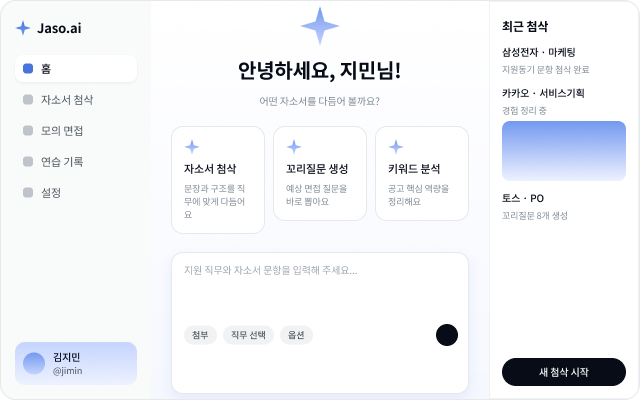 Jaso.ai
홈
자소서 첨삭
모의 면접
연습 기록
설정
김지민
@jimin
안녕하세요, 지민님!
어떤 자소서를 다듬어 볼까요?
자소서 첨삭
문장과 구조를 직
무에 맞게 다듬어
요
꼬리질문 생성
예상 면접 질문을
바로 뽑아요
키워드 분석
공고 핵심 역량을
정리해요
지원 직무와 자소서 문항을 입력해 주세요...
첨부
직무 선택
옵션
최근 첨삭
삼성전자 · 마케팅
지원동기 문항 첨삭 완료
카카오 · 서비스기획
경험 정리 중
토스 · PO
꼬리질문 8개 생성
새 첨삭 시작